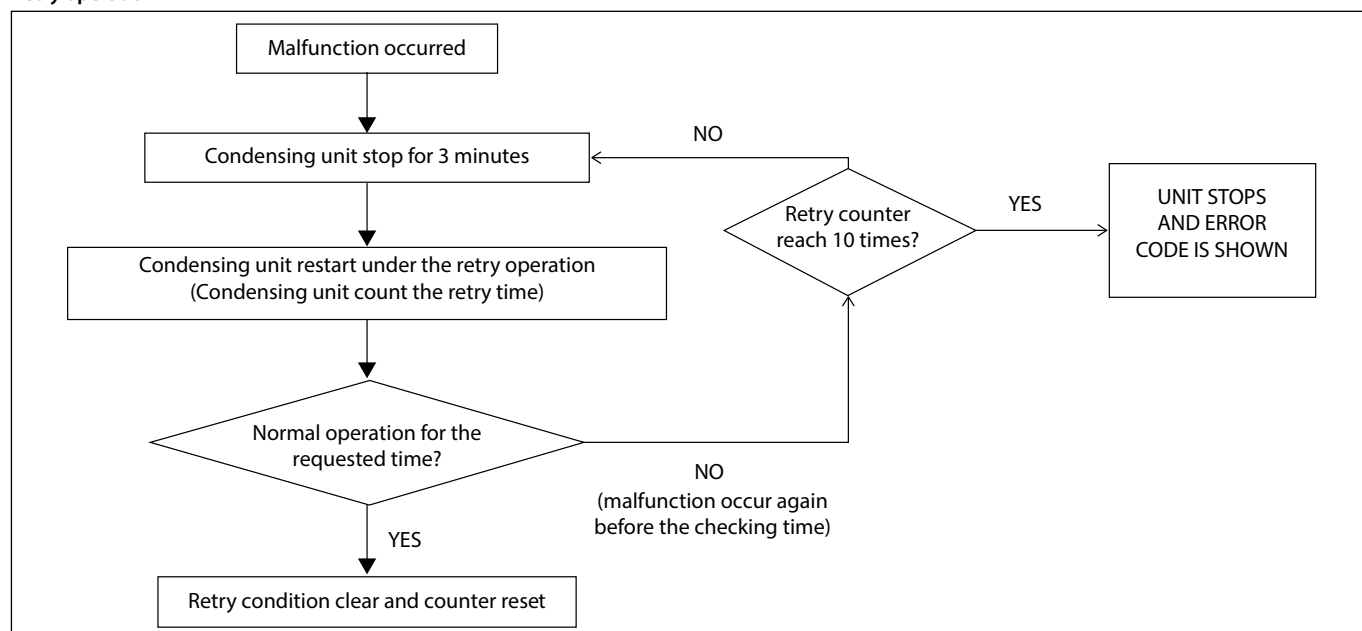 Malfunction occurred
Condensing unit stop for 3 minutes
NO
Retry counter
reach 10 times?
YES
UNIT STOPS
AND ERROR
CODE IS SHOWN
Condensing unit restart under the retry operation
(Condensing unit count the retry time)
Normal operation for the
requested time?
NO
(malfunction occur again
before the checking time)
YES
Retry condition clear and counter reset